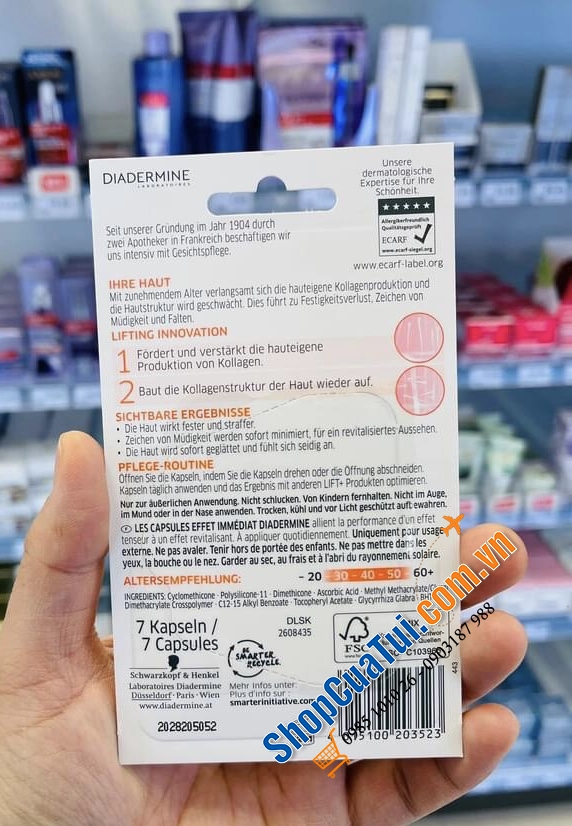 DIADERMINE
LABORATOIRES
Unsere
dermatologische
Expertise für Ihre
Schönheit.
Allergikerfreundlich
Qualitätsgeprüft
ECARF
www.ecarf-siegel.org
www.ecarf-label.org
Seit unserer Gründung im Jahr 1904 durch
zwei Apotheker in Frankreich beschäftigen wir
uns intensiv mit Gesichtspflege.
IHRE HAUT
Mit zunehmendem Alter verlangsamt sich die hauteigene Kollagenproduktion und
die Hautstruktur wird geschwächt. Dies führt zu Festigkeitsverlust, Zeichen von
Müdigkeit und Falten.
LIFTING INNOVATION
1 Fördert und verstärkt die hauteigene
Produktion von Kollagen.
2 Baut die Kollagenstruktur der Haut wieder auf.
SICHTBARE ERGEBNISSE
• Die Haut wirkt fester und straffer.
• Zeichen von Müdigkeit werden sofort minimiert, für ein revitalisiertes Aussehen.
• Die Haut wird sofort geglättet und fühlt sich seidig an.
PFLEGE-ROUTINE
Öffnen Sie die Kapseln, indem Sie die Kapseln drehen oder die Öffnung abschneiden.
Kapseln täglich anwenden und das Ergebnis mit anderen LIFT+ Produkten optimieren.
Nur zur äußerlichen Anwendung. Nicht schlucken. Von Kindern fernhalten. Nicht im Auge,
im Mund oder in der Nase anwenden. Trocken, kühl und vor Licht geschützt aufbewahren.
LES CAPSULES EFFET IMMÉDIAT DIADERMINE allient la performance d'un effet
tenseur à un effet revitalisant. À appliquer quotidiennement. Uniquement pour usage
externe. Ne pas avaler. Tenir hors de portée des enfants. Ne pas mettre dans les
yeux, la bouche ou le nez. Garder au sec, au frais et à l'abri du rayonnement solaire.
ALTERSEMPFEHLUNG: – 20 – 30 – 40 – 50 60+
INGREDIENTS: Cyclomethicone · Polysilicone-11 · Dimethicone · Ascorbic Acid · Methyl Methacrylate/
Dimethacrylate Crosspolymer · C12-15 Alkyl Benzoate · Tocopheryl Acetate · Glycyrrhiza Glabra
7 Kapseln /
7 Capsules
DLSK
2608435
BE
SMARTER
RECYCLE.
FSC
MIX
C1039
Schwarzkopf & Henkel
Laboratoires Diadermine
Düsseldorf · Paris · Wien
www.diadermine.at
Mehr Infos unter:
Plus d'info sur :
smarterinitiative.com
443
2028205052
100 203523
ShopCuaTui.com.vn
0985 1010 26 - 0903187 988